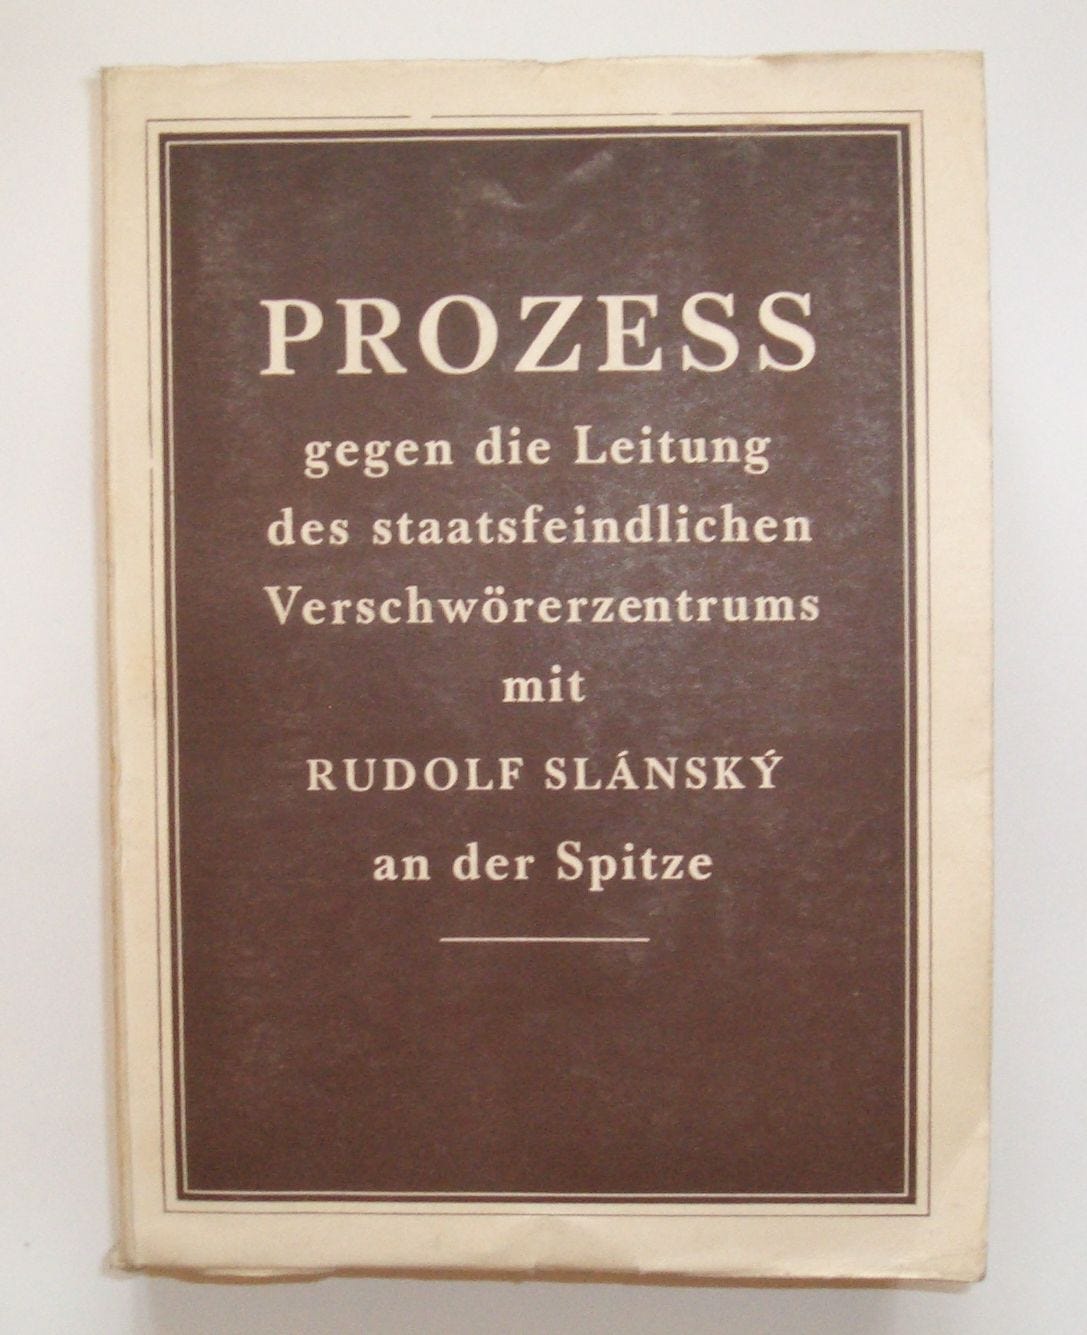 PROZESS
gegen die Leitung
des staatsfeindlichen
Verschwörerzentrums
mit
RUDOLF SLÁNSKÝ
an der Spitze